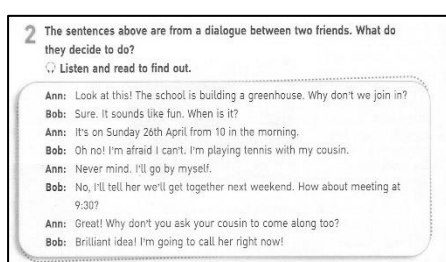 2 The sentences above are from a dialogue between two friends. What do
they decide to do?
Listen and read to find out.
Ann: Look at this! The school is building a greenhouse. Why don't we join in?
Bob: Sure. It sounds like fun. When is it?
Ann: It's on Sunday 26th April from 10 in the morning.
Bob: Oh no! I'm afraid I can't. I'm playing tennis with my cousin.
Ann: Never mind. I'll go by myself.
Bob: No, I'll tell her we'll get together next weekend. How about meeting at
9:30?
Ann: Great! Why don't you ask your cousin to come along too?
Bob: Brilliant idea! I'm going to call her right now!